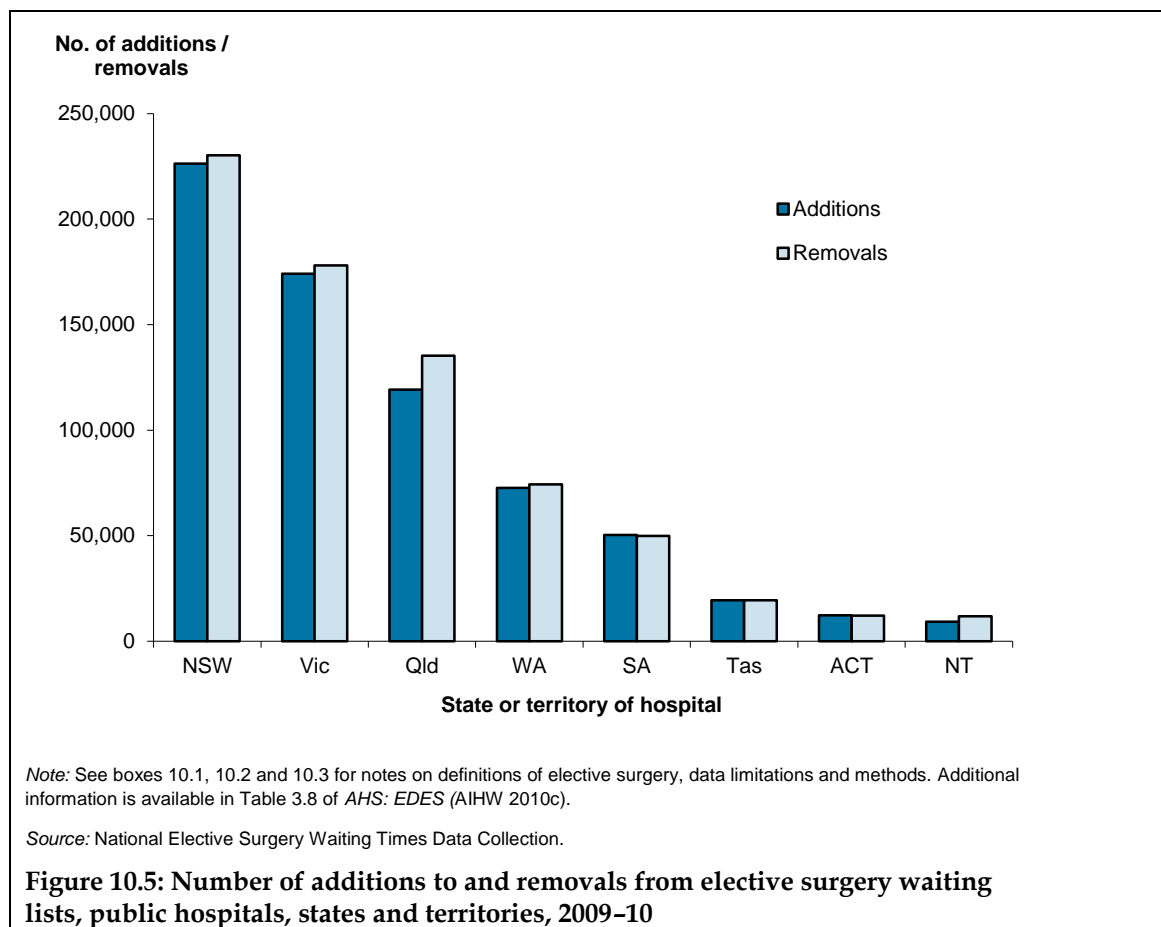 No. of additions /
removals
250,000
200,000
150,000
100,000
50,000
0
Additions
Removals
NSW Vic Qld WA SA Tas ACT NT
State or territory of hospital
Note: See boxes 10.1, 10.2 and 10.3 for notes on definitions of elective surgery, data limitations and methods. Additional
information is available in Table 3.8 of AHS: EDES (AIHW 2010c).
Source: National Elective Surgery Waiting Times Data Collection.
Figure 10.5: Number of additions to and removals from elective surgery waiting
lists, public hospitals, states and territories, 2009–10